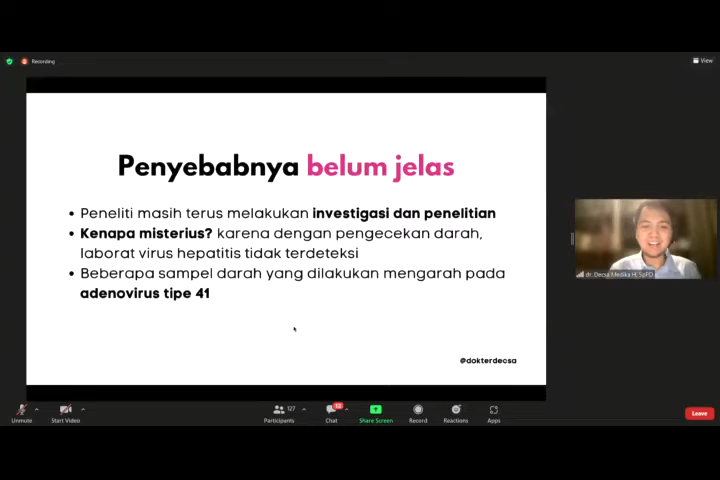 Recording
View
Penyebabnya belum jelas
• Peneliti masih terus melakukan investigasi dan penelitian
• Kenapa misterius? karena dengan pengecekan darah,
laborat virus hepatitis tidak terdeteksi
• Beberapa sampel darah yang dilakukan mengarah pada
adenovirus tipe 41
@dokterdecsa
dr. Decsa Medika H, SpPD
127
12
Unmute
Start Video
Participants
Chat
Share Screen
Record
Reactions
Apps
Leave